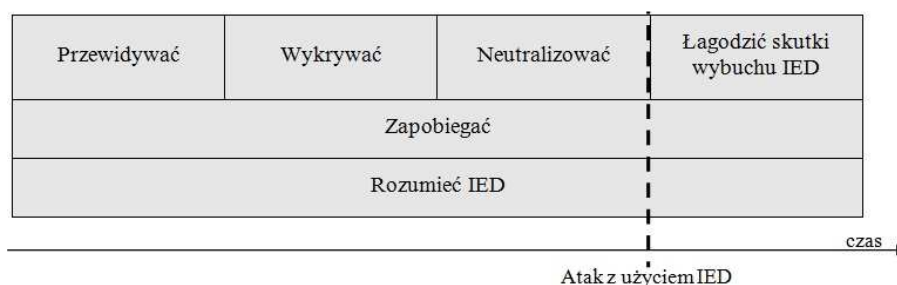 Przewidywać
Wykrywać
Neutralizować
Łagodzić skutki
wybuchu IED
Zapobiegać
Rozumieć IED
czas
Atak z użyciem IED